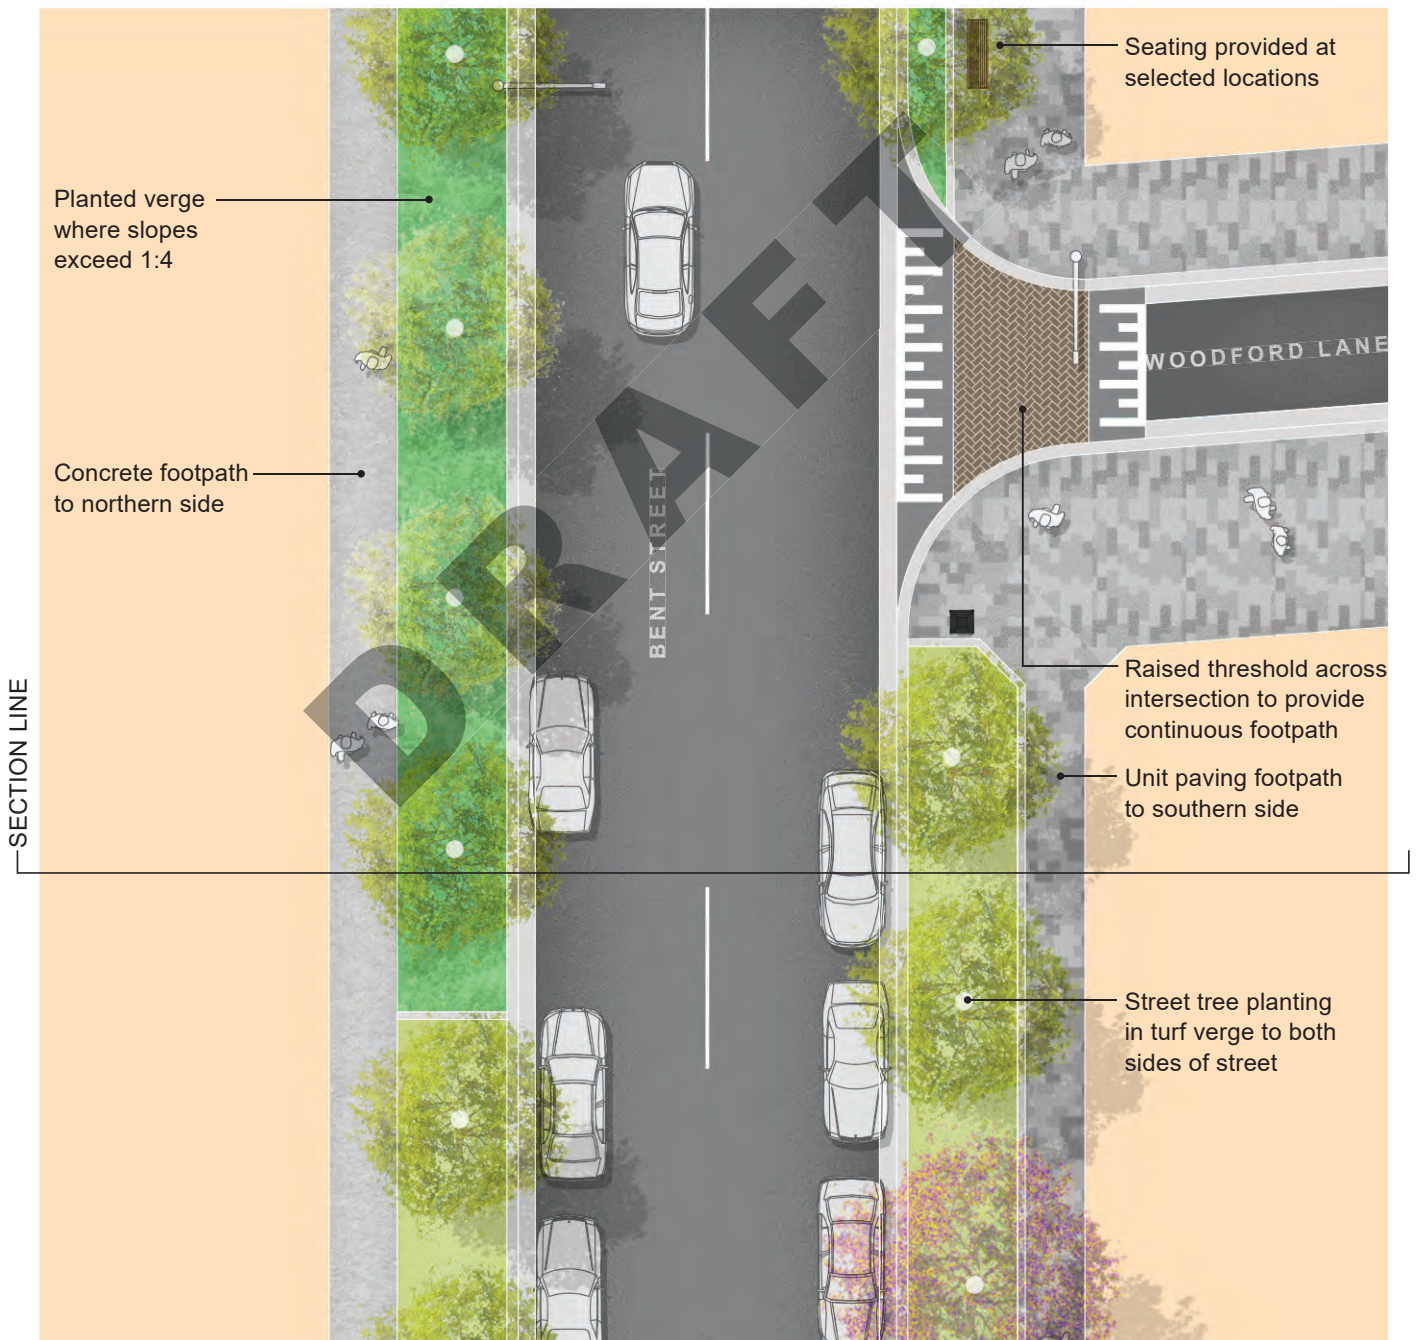 Seating provided at
selected locations
Planted verge
where slopes
exceed 1:4
WOODFORD LANE
Concrete footpath
to northern side
BENT STREET
DRAFT
Raised threshold across
intersection to provide
continuous footpath
Unit paving footpath
to southern side
SECTION LINE
Street tree planting
in turf verge to both
sides of street